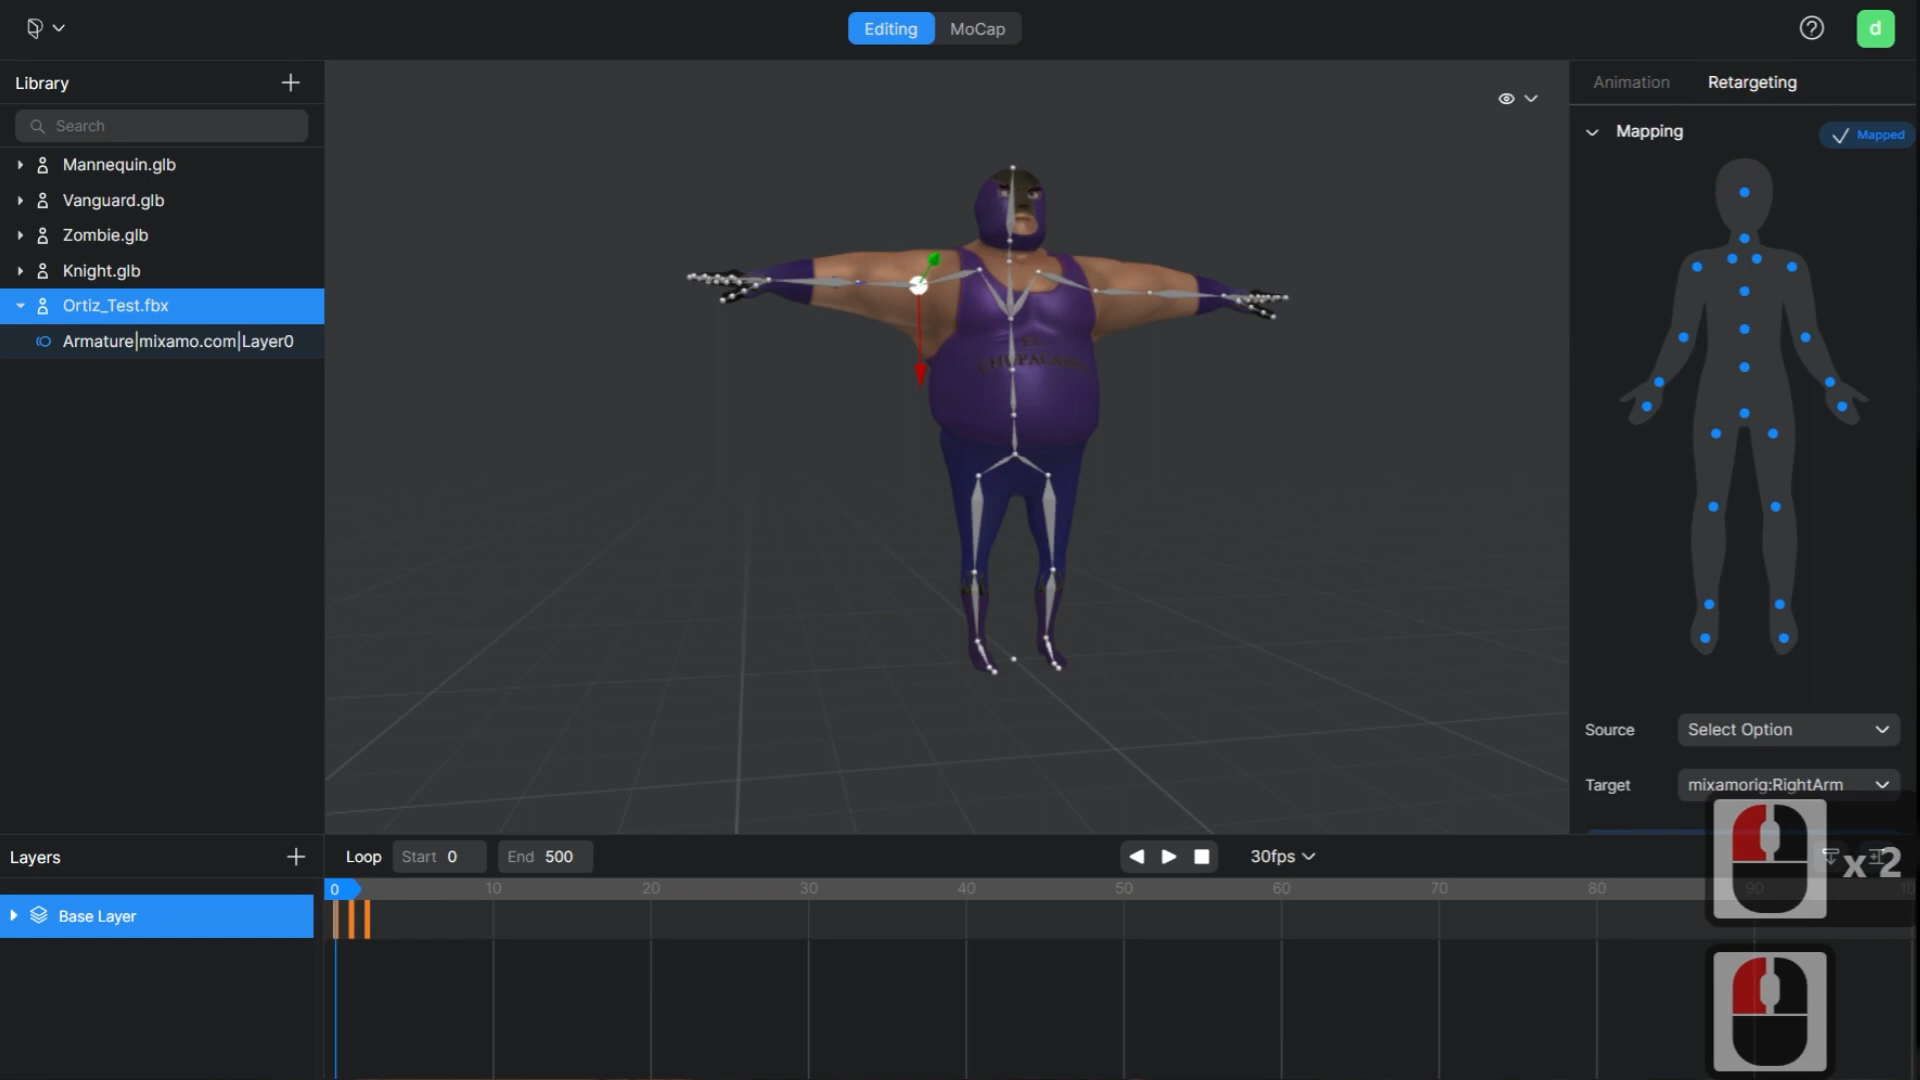 Editing
MoCap
d
Library
Search
Animation
Retargeting
Mapping
Mapped
Mannequin.glb
Vanguard.glb
Zombie.glb
Knight.glb
Ortiz_Test.fbx
Armature|mixamo.com|Layer0
EL
Source
Select Option
Target
mixamorig:RightArm
Layers
Loop
Start 0
End 500
30fps
x2
0
10
20
30
40
50
60
70
80
90
Base Layer